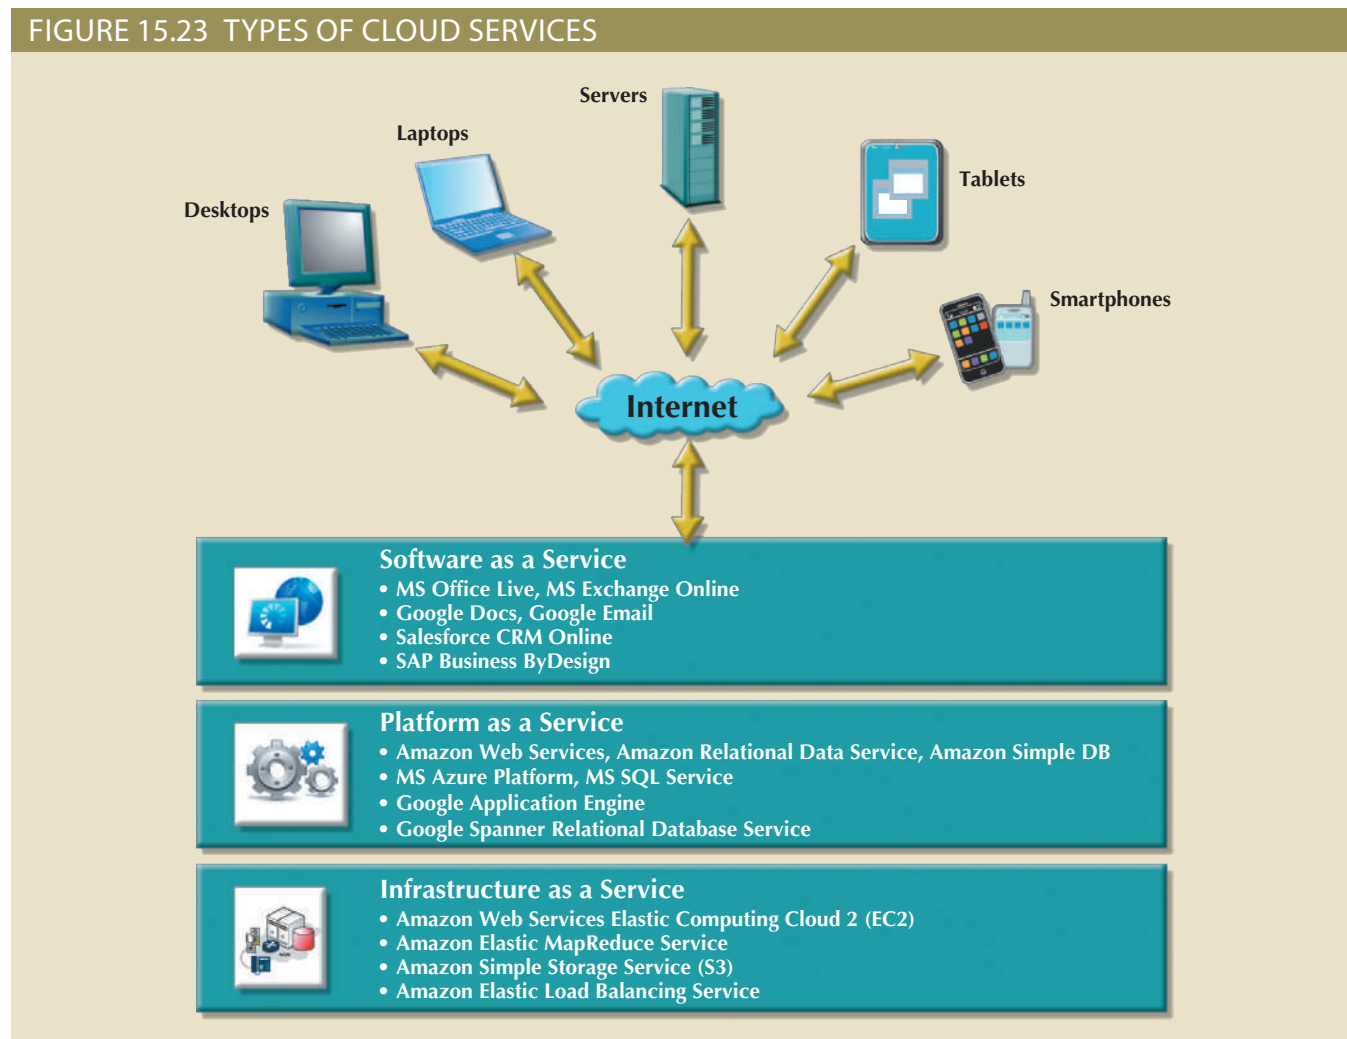 FIGURE 15.23 TYPES OF CLOUD SERVICES
Servers
Laptops
Tablets
Desktops
Smartphones
Internet
Software as a Service
• MS Office Live, MS Exchange Online
• Google Docs, Google Email
• Salesforce CRM Online
• SAP Business ByDesign
Platform as a Service
• Amazon Web Services, Amazon Relational Data Service, Amazon Simple DB
• MS Azure Platform, MS SQL Service
• Google Application Engine
• Google Spanner Relational Database Service
Infrastructure as a Service
• Amazon Web Services Elastic Computing Cloud 2 (EC2)
• Amazon Elastic MapReduce Service
• Amazon Simple Storage Service (S3)
• Amazon Elastic Load Balancing Service